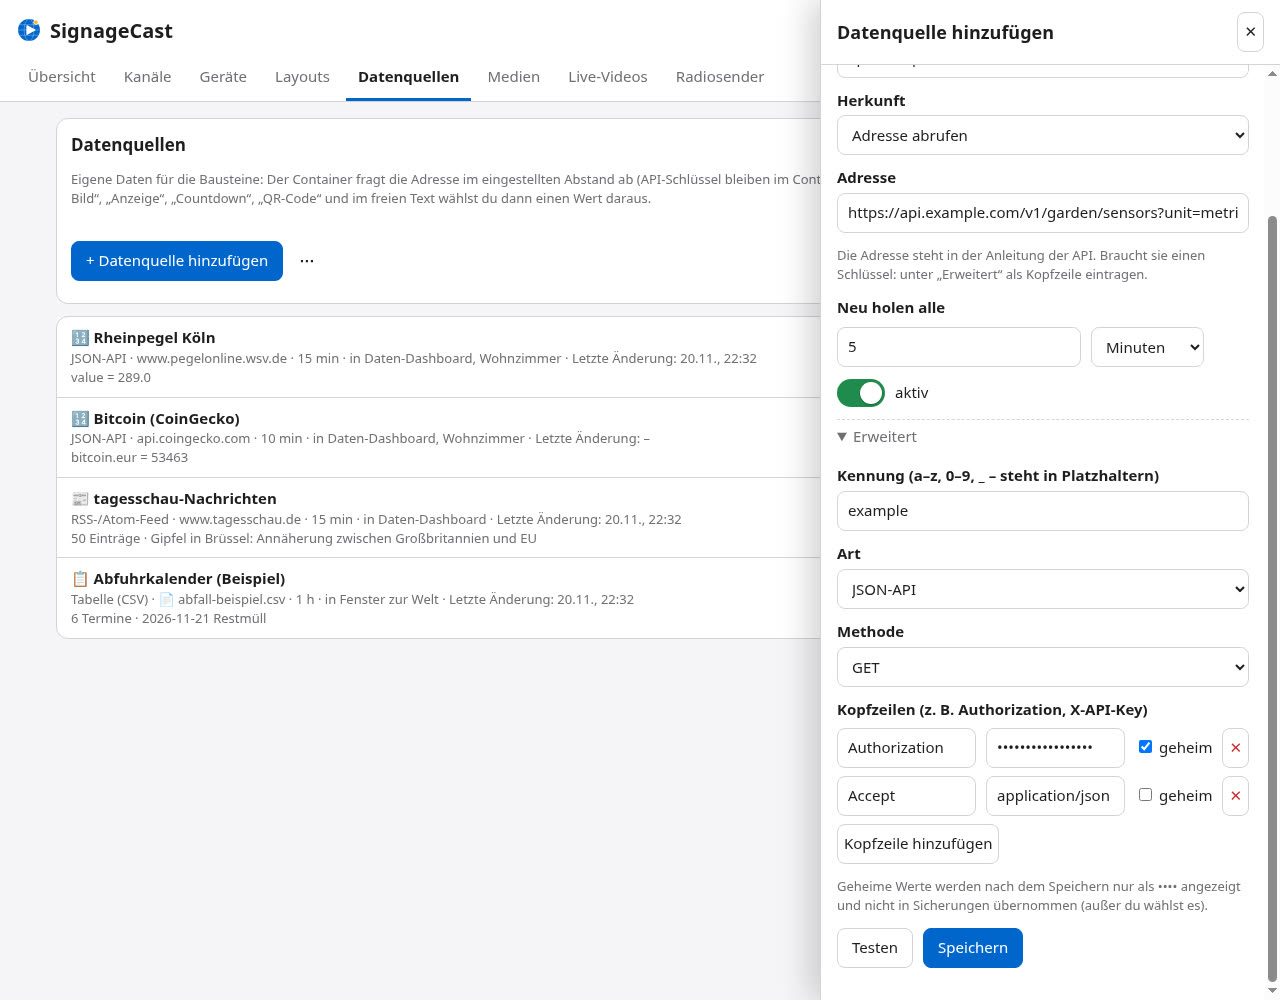 SignageCast
Übersicht
Kanäle
Geräte
Layouts
Datenquellen
Medien
Live-Videos
Radiosender
Datenquellen
Eigene Daten für die Bausteine: Der Container fragt die Adresse im eingestellten Abstand ab (API-Schlüssel bleiben im Cont
Bild“, „Anzeige“, „Countdown“, „QR-Code“ und im freien Text wählst du dann einen Wert daraus.
+ Datenquelle hinzufügen
···
Rheinpegel Köln
JSON-API · www.pegelonline.wsv.de · 15 min · in Daten-Dashboard, Wohnzimmer · Letzte Änderung: 20.11., 22:32
value = 289.0
Bitcoin (CoinGecko)
JSON-API · api.coingecko.com · 10 min · in Daten-Dashboard, Wohnzimmer · Letzte Änderung: –
bitcoin.eur = 53463
tagesschau-Nachrichten
RSS-/Atom-Feed · www.tagesschau.de · 15 min · in Daten-Dashboard · Letzte Änderung: 20.11., 22:32
50 Einträge · Gipfel in Brüssel: Annäherung zwischen Großbritannien und EU
Abfuhrkalender (Beispiel)
Tabelle (CSV) · abfall-beispiel.csv · 1 h · in Fenster zur Welt · Letzte Änderung: 20.11., 22:32
6 Termine · 2026-11-21 Restmüll
Datenquelle hinzufügen
✕
Herkunft
Adresse abrufen
Adresse
https://api.example.com/v1/garden/sensors?unit=metri
Die Adresse steht in der Anleitung der API. Braucht sie einen
Schlüssel: unter „Erweitert“ als Kopfzeile eintragen.
Neu holen alle
5
Minuten
aktiv
▼ Erweitert
Kennung (a–z, 0–9, _ – steht in Platzhaltern)
example
Art
JSON-API
Methode
GET
Kopfzeilen (z. B. Authorization, X-API-Key)
Authorization
•••••••••••••••••
geheim
✕
Accept
application/json
geheim
✕
Kopfzeile hinzufügen
Geheime Werte werden nach dem Speichern nur als •••• angezeigt
und nicht in Sicherungen übernommen (außer du wählst es).
Testen
Speichern